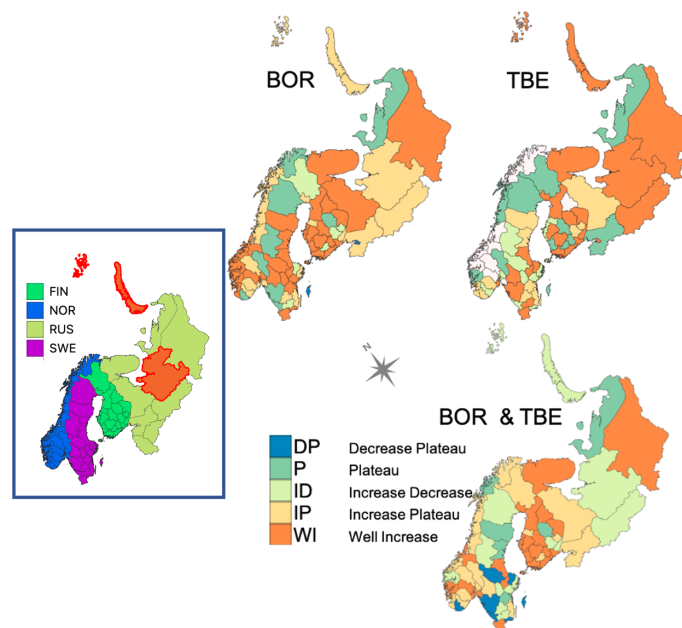 BOR
TBE
FIN
NOR
RUS
SWE
N
BOR & TBE
DP Decrease Plateau
P Plateau
ID Increase Decrease
IP Increase Plateau
WI Well Increase